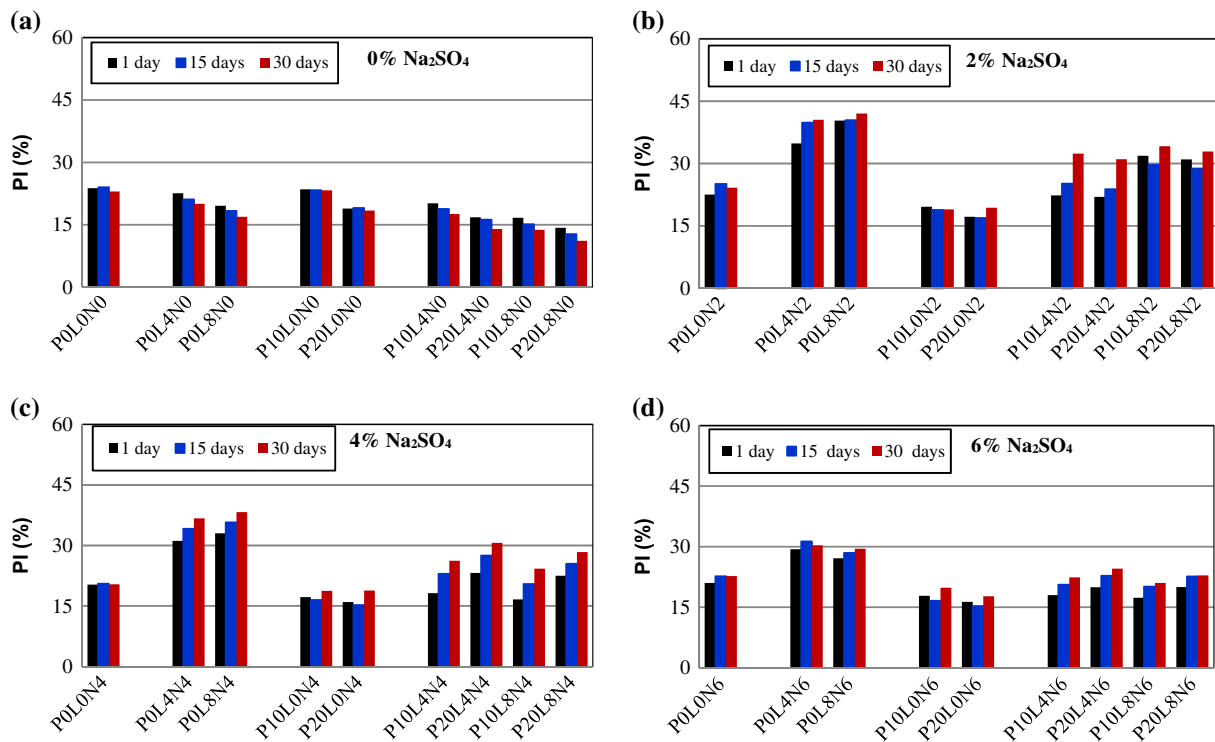 (a)
60
45
30
15
0
PI (%)
1 day 15 days 30 days
0% Na₂SO₄
P0L0N0
P0L4N0
P0L8N0
P10L0N0
P20L0N0
P10L4N0
P20L4N0
P10L8N0
P20L8N0
(b)
60
45
30
15
0
PI (%)
1 day 15 days 30 days
2% Na₂SO₄
P0L0N2
P0L4N2
P0L8N2
P10L0N2
P20L0N2
P10L4N2
P20L4N2
P10L8N2
P20L8N2
(c)
60
45
30
15
0
PI (%)
1 day 15 days 30 days
4% Na₂SO₄
P0L0N4
P0L4N4
P0L8N4
P10L0N4
P20L0N4
P10L4N4
P20L4N4
P10L8N4
P20L8N4
(d)
60
45
30
15
0
PI (%)
1 day 15 days 30 days
6% Na₂SO₄
P0L0N6
P0L4N6
P0L8N6
P10L0N6
P20L0N6
P10L4N6
P20L4N6
P10L8N6
P20L8N6